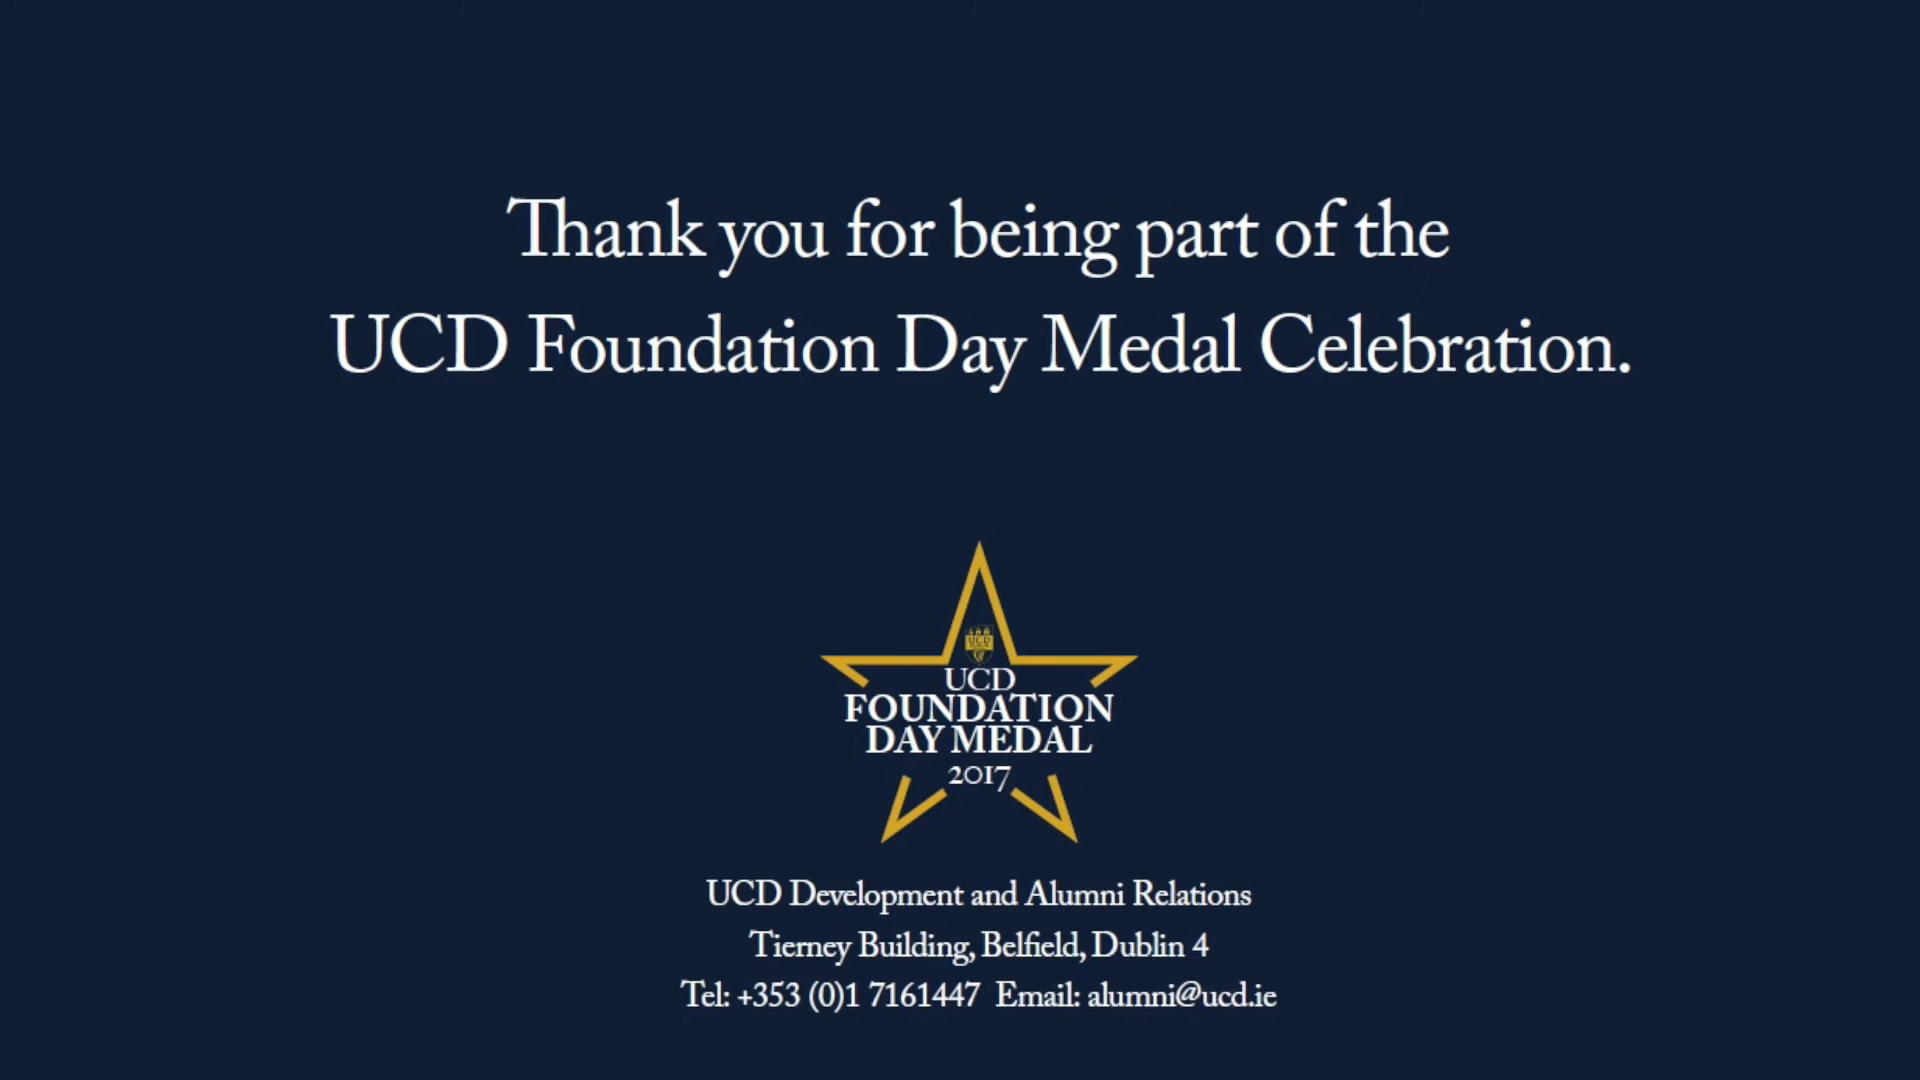 Thank you for being part of the
UCD Foundation Day Medal Celebration.
UCD
UCD
FOUNDATION
DAY MEDAL
2017
UCD Development and Alumni Relations
Tierney Building, Belfield, Dublin 4
Tel: +353 (0)1 7161447 Email: alumni@ucd.ie